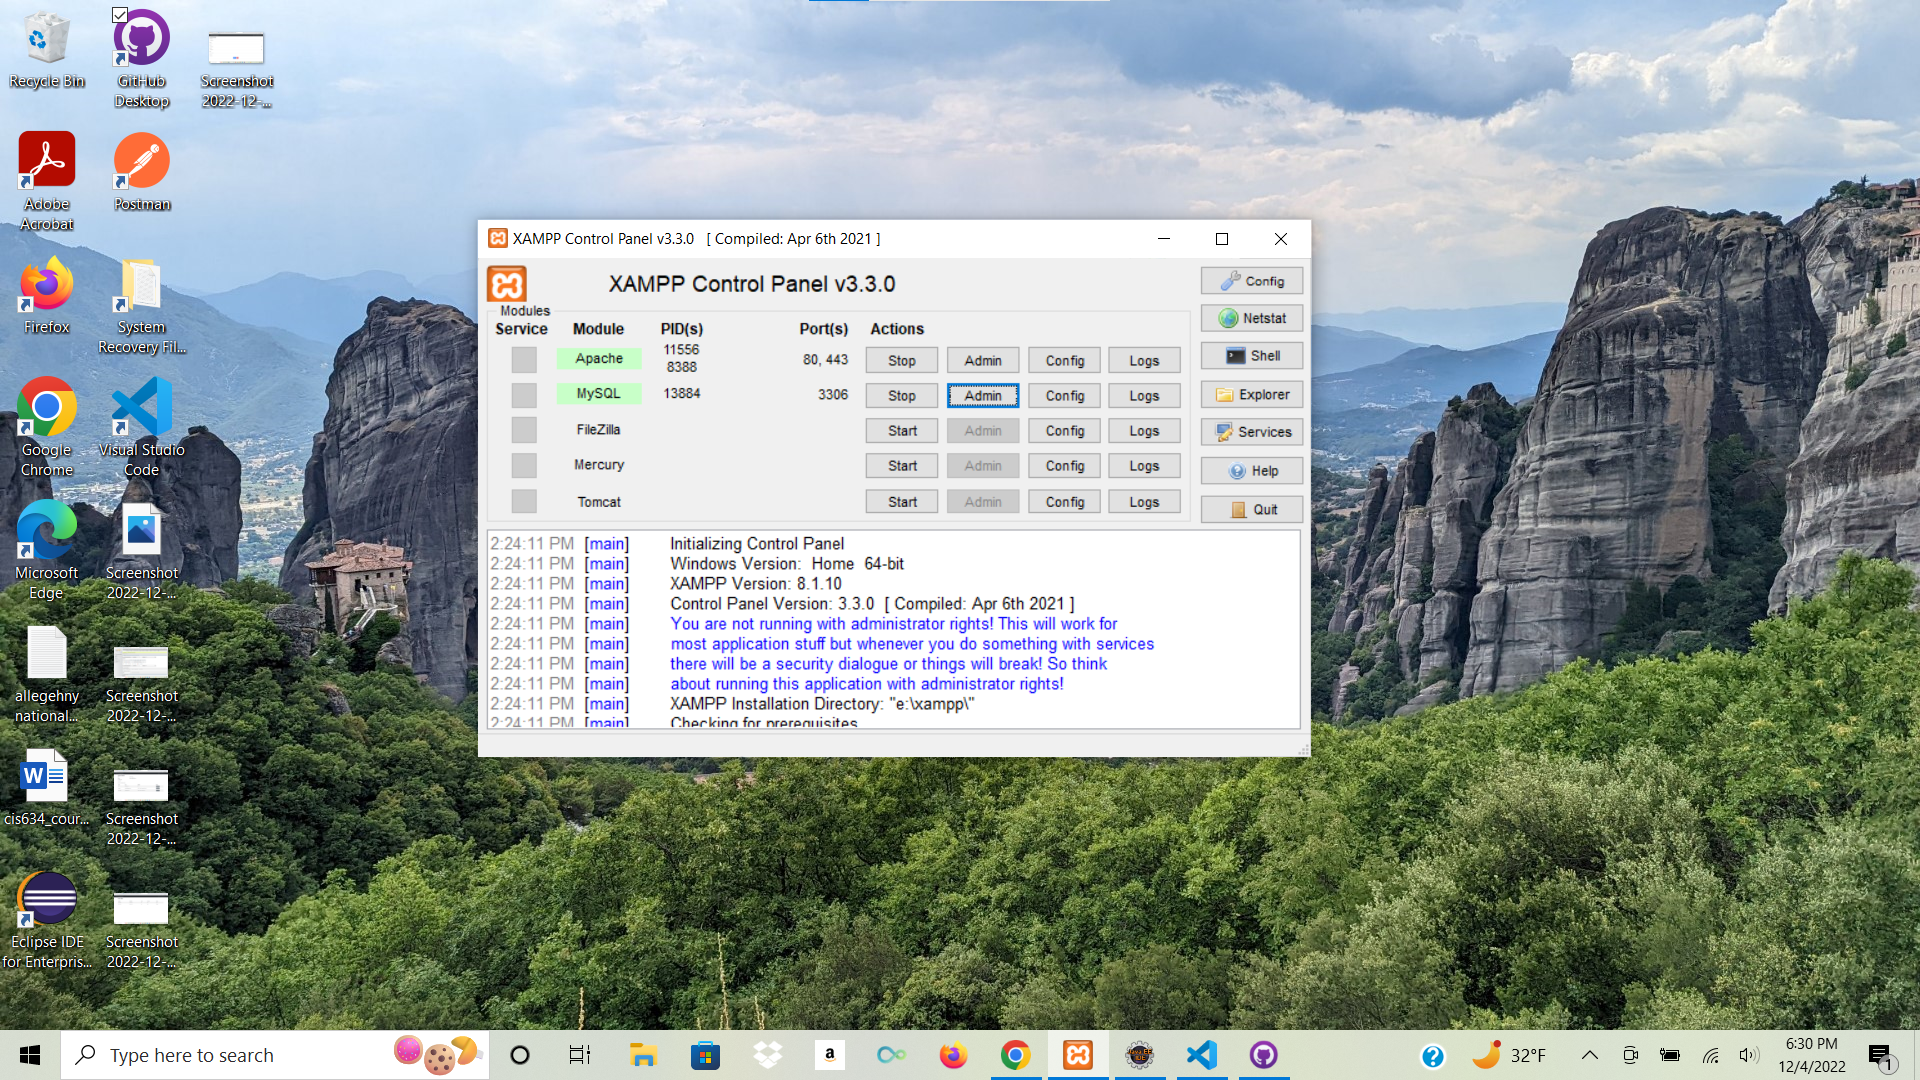 Recycle Bin
GitHub
Desktop
Screenshot
2022-12-...
Adobe
Acrobat
Postman
Firefox
System
Recovery Fil...
Google
Chrome
Visual Studio
Code
Microsoft
Edge
Screenshot
2022-12-...
allegehny
national...
Screenshot
2022-12-...
cis634_cour...
Screenshot
2022-12-...
Eclipse IDE
for Enterpris...
Screenshot
2022-12-...
XAMPP Control Panel v3.3.0 [ Compiled: Apr 6th 2021 ]
XAMPP Control Panel v3.3.0
Config
Modules
Service Module PID(s) Port(s) Actions
Netstat
Apache 11556 8388 80, 443 Stop Admin Config Logs
Shell
MySQL 13884 3306 Stop Admin Config Logs
Explorer
FileZilla Start Admin Config Logs
Services
Mercury Start Admin Config Logs
Help
Tomcat Start Admin Config Logs
Quit
2:24:11 PM [main] Initializing Control Panel
2:24:11 PM [main] Windows Version: Home 64-bit
2:24:11 PM [main] XAMPP Version: 8.1.10
2:24:11 PM [main] Control Panel Version: 3.3.0 [ Compiled: Apr 6th 2021 ]
2:24:11 PM [main] You are not running with administrator rights! This will work for
2:24:11 PM [main] most application stuff but whenever you do something with services
2:24:11 PM [main] there will be a security dialogue or things will break! So think
2:24:11 PM [main] about running this application with administrator rights!
2:24:11 PM [main] XAMPP Installation Directory: "e:\xampp\"
2:24:11 PM [main] Checking for prerequisites
Type here to search
a
32°F
6:30 PM
12/4/2022
1